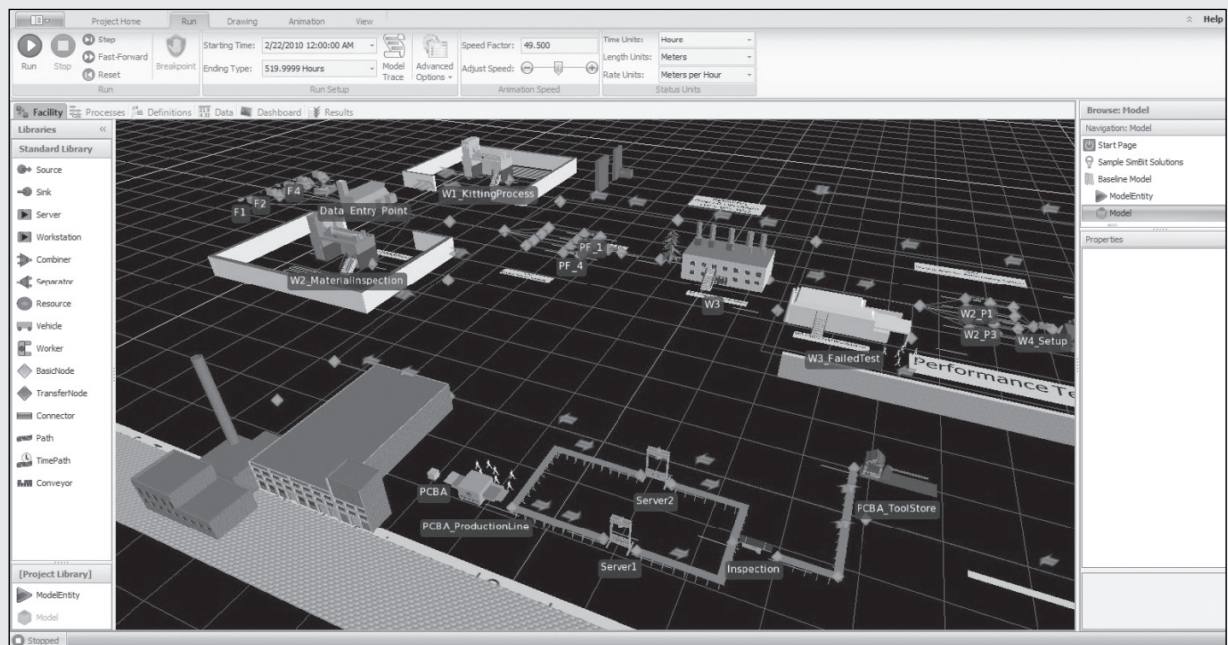 Project Home Run Drawing Animation View Help
Run
Stop
Step
Fast-Forward
Reset
Breakpoint
Run
Starting Time: 2/22/2010 12:00:00 AM
Ending Type: 519.9999 Hours
Model Trace
Advanced Options
Run Setup
Speed Factor: 49.500
Adjust Speed:
Animation Speed
Time Units: Hours
Length Units: Meters
Rate Units: Meters per Hour
Status Units
Facility Processes Definitions Data Dashboard Results
Libraries
Standard Library
Source
Sink
Server
Workstation
Combiner
Separator
Resource
Vehicle
Worker
BasicNode
TransferNode
Connector
Path
TimePath
Conveyor
[Project Library]
ModelEntity
Model
Stopped
F1
F2
F4
Data Entry Point
W1_KittingProcess
W2_MaterialInspection
PF_1
PF_4
W3
W3_FailedTest
W2_P1
W2_P3
W4_Setup
Performance Te
PCBA
PCBA_ProductionLine
Server2
Server1
Inspection
PCBA_ToolStore
Browse: Model
Navigation: Model
Start Page
Sample SimBit Solutions
Baseline Model
ModelEntity
Model
Properties